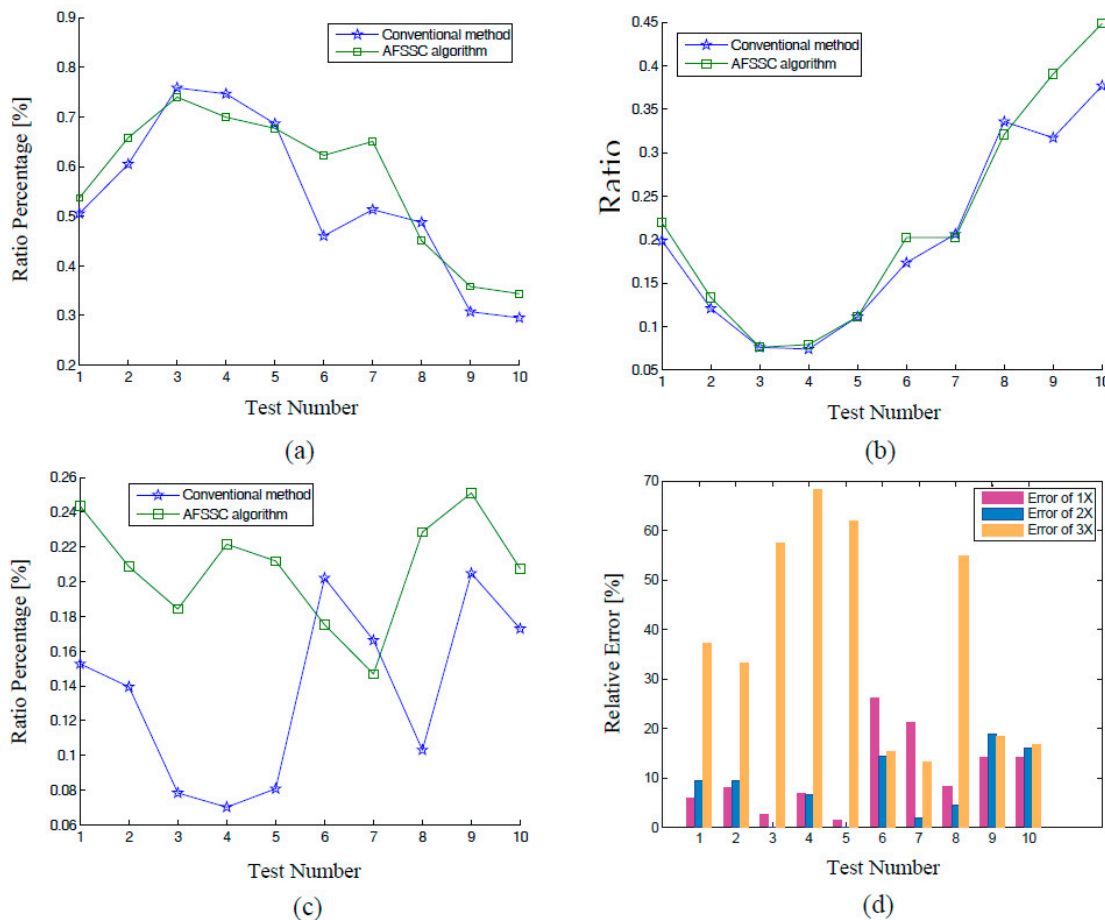 0.9
0.8
0.7
0.6
0.5
0.4
0.3
0.2
Ratio Percentage [%]
Conventional method
AFSSC algorithm
1 2 3 4 5 6 7 8 9 10
Test Number
(a)
0.45
0.4
0.35
0.3
0.25
0.2
0.15
0.1
0.05
Ratio
Conventional method
AFSSC algorithm
1 2 3 4 5 6 7 8 9 10
Test Number
(b)
0.26
0.24
0.22
0.2
0.18
0.16
0.14
0.12
0.1
0.08
0.06
Ratio Percentage [%]
Conventional method
AFSSC algorithm
1 2 3 4 5 6 7 8 9 10
Test Number
(c)
70
60
50
40
30
20
10
0
Relative Error [%]
Error of 1X
Error of 2X
Error of 3X
1 2 3 4 5 6 7 8 9 10
Test Number
(d)